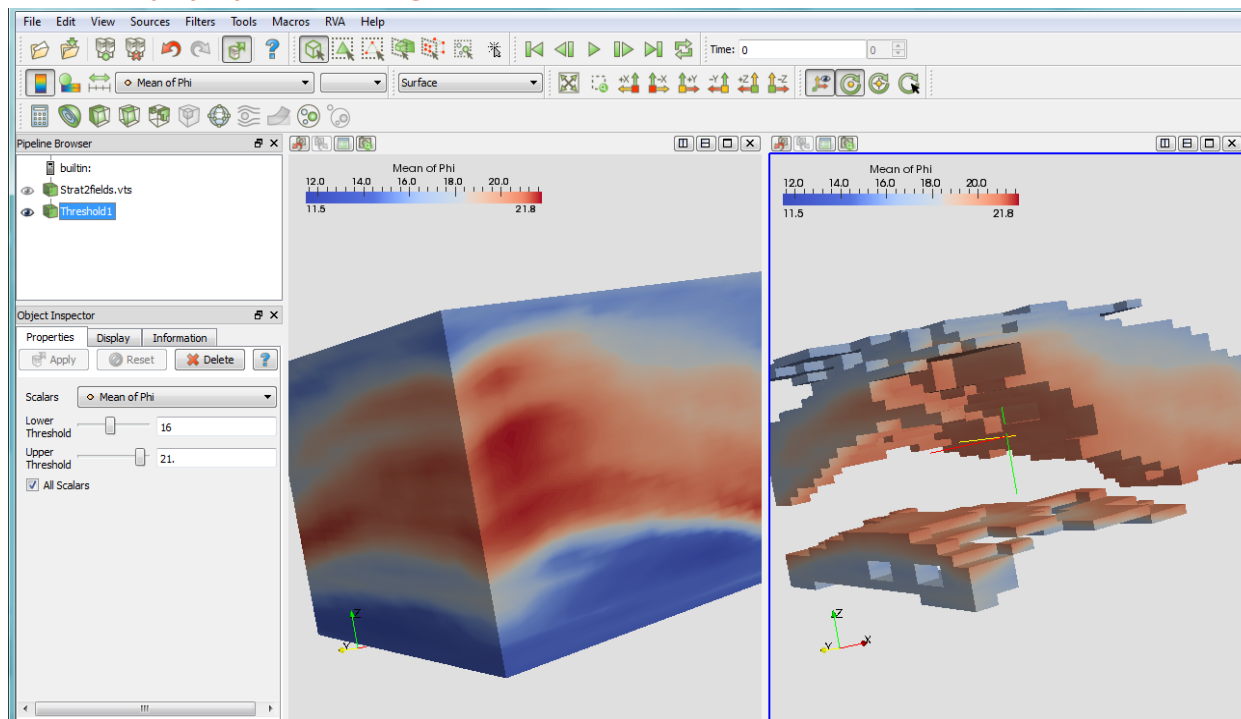 File Edit View Sources Filters Tools Macros RVA Help
Time: 0 0
Mean of Phi Surface
+X -X +Y -Y +Z -Z
Pipeline Browser
builtin:
Strat2fields.vts
Threshold1
Object Inspector
Properties Display Information
Apply Reset Delete ?
Scalars Mean of Phi
Lower Threshold 16
Upper Threshold 21.
All Scalars
Mean of Phi
12.0 14.0 16.0 18.0 20.0
11.5 21.8
Z
Y
Mean of Phi
12.0 14.0 16.0 18.0 20.0
11.5 21.8
Z
Y X